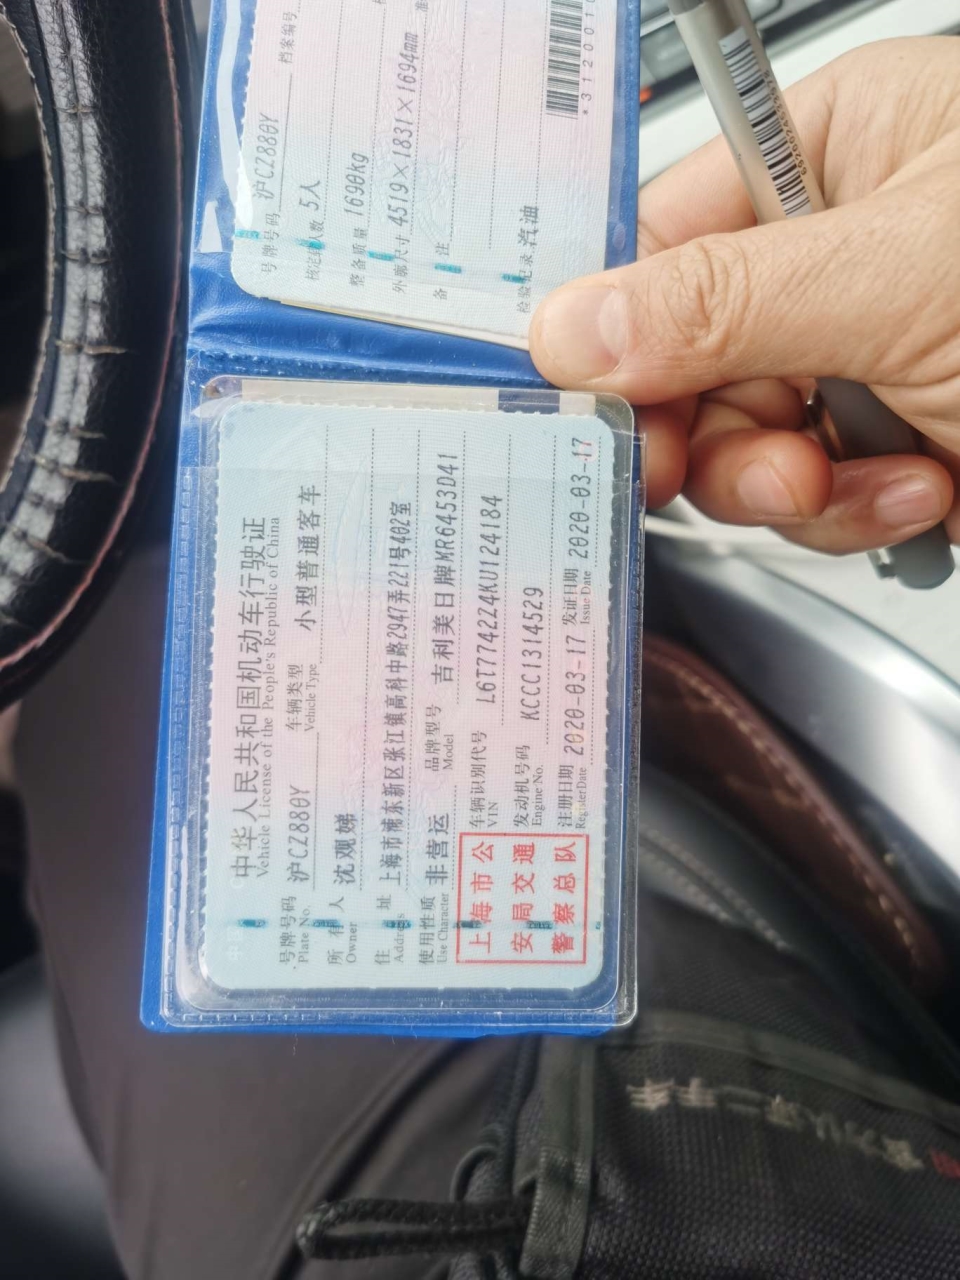 中华人民共和国机动车行驶证
Vehicle License of the People's Republic of China
号牌号码 沪CZ880Y 车辆类型 小型普通客车
Plate No. Vehicle Type
所有人 沈观娣
Owner
住址 上海市浦东新区张江镇高科中路2947弄221号402室
Address
使用性质 非营运 品牌型号 吉利美日牌MR6453D41
Use Character Model
上海市公安局交通警察总队
车辆识别代号 L6T7742Z4KU124184
VIN
发动机号码 KCCC1314529
Engine No.
注册日期 2020-03-17 发证日期 2020-03-17
Register Date Issue Date
号牌号码 沪CZ880Y 档案编号
核定载人数 5人
整备质量 1690kg
外廓尺寸 4519×1831×1694mm
备注
检验记录 汽油